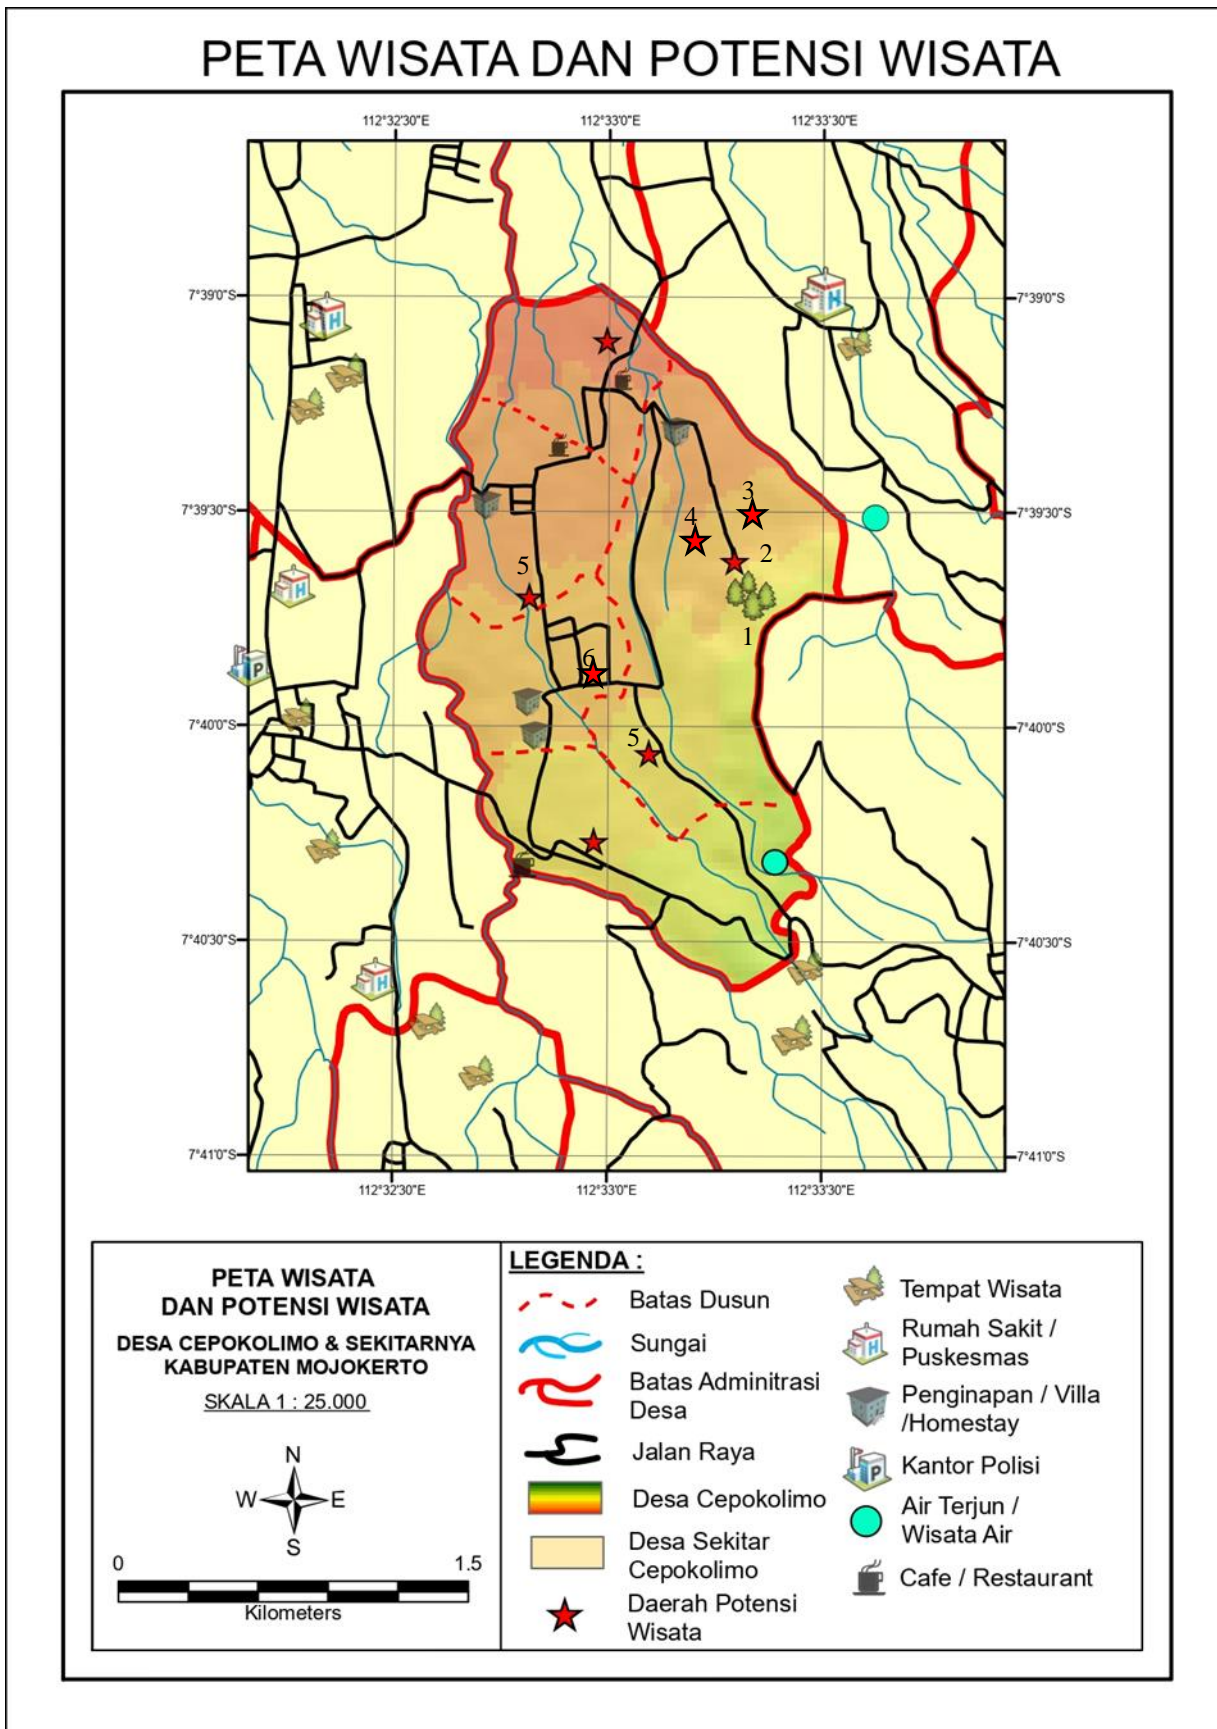 PETA WISATA DAN POTENSI WISATA
112°32'30"E
112°33'0"E
112°33'30"E
7°39'0"S
7°39'0"S
7°39'30"S
7°39'30"S
7°40'0"S
7°40'0"S
7°40'30"S
7°40'30"S
7°41'0"S
7°41'0"S
H
H
H
P
H
3
4
2
5
1
6
5
112°32'30"E
112°33'0"E
112°33'30"E
PETA WISATA
DAN POTENSI WISATA
DESA CEPOKOLIMO & SEKITARNYA
KABUPATEN MOJOKERTO
SKALA 1 : 25.000
N
W
E
S
0
1.5
Kilometers
LEGENDA :
Batas Dusun
Sungai
Batas Adminitrasi
Desa
Jalan Raya
Desa Cepokolimo
Desa Sekitar
Cepokolimo
Daerah Potensi
Wisata
Tempat Wisata
H
Rumah Sakit /
Puskesmas
Penginapan / Villa
/Homestay
P
Kantor Polisi
Air Terjun /
Wisata Air
Cafe / Restaurant